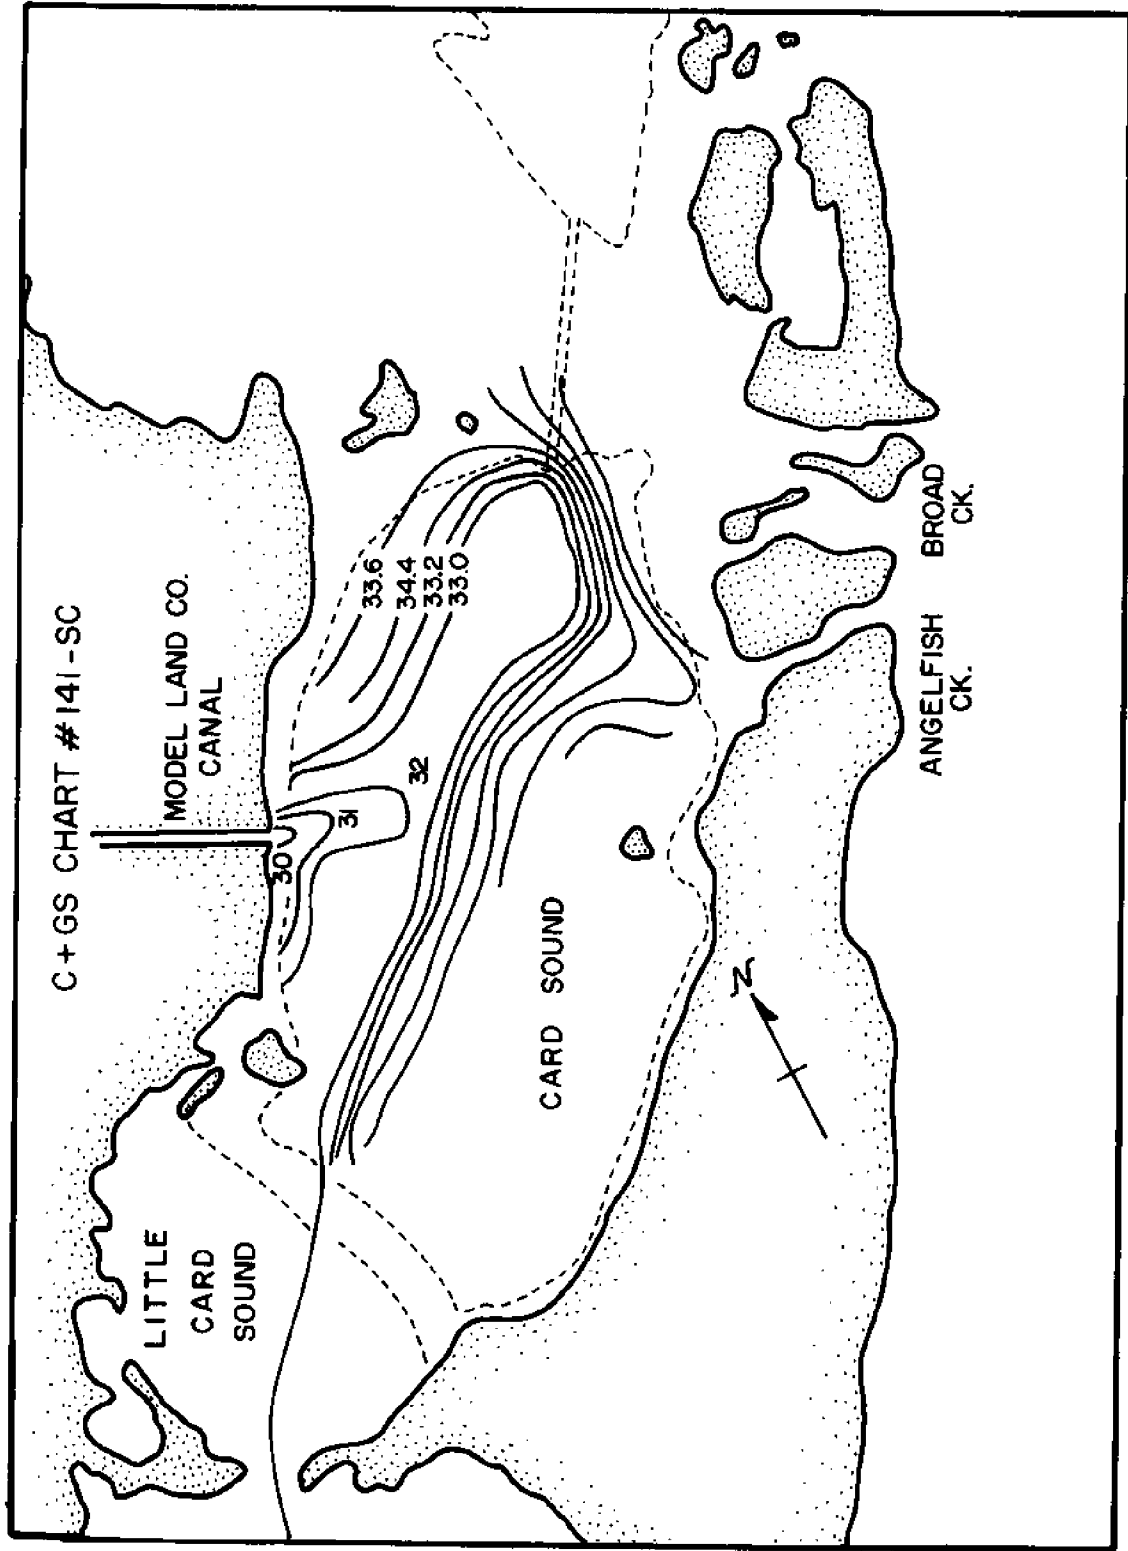 C+GS CHART #141-SC
MODEL LAND CO.
CANAL
33.6
34.4
33.2
33.0
32
31
30
LITTLE
CARD
SOUND
CARD SOUND
N
ANGELFISH
CK.
BROAD
CK.